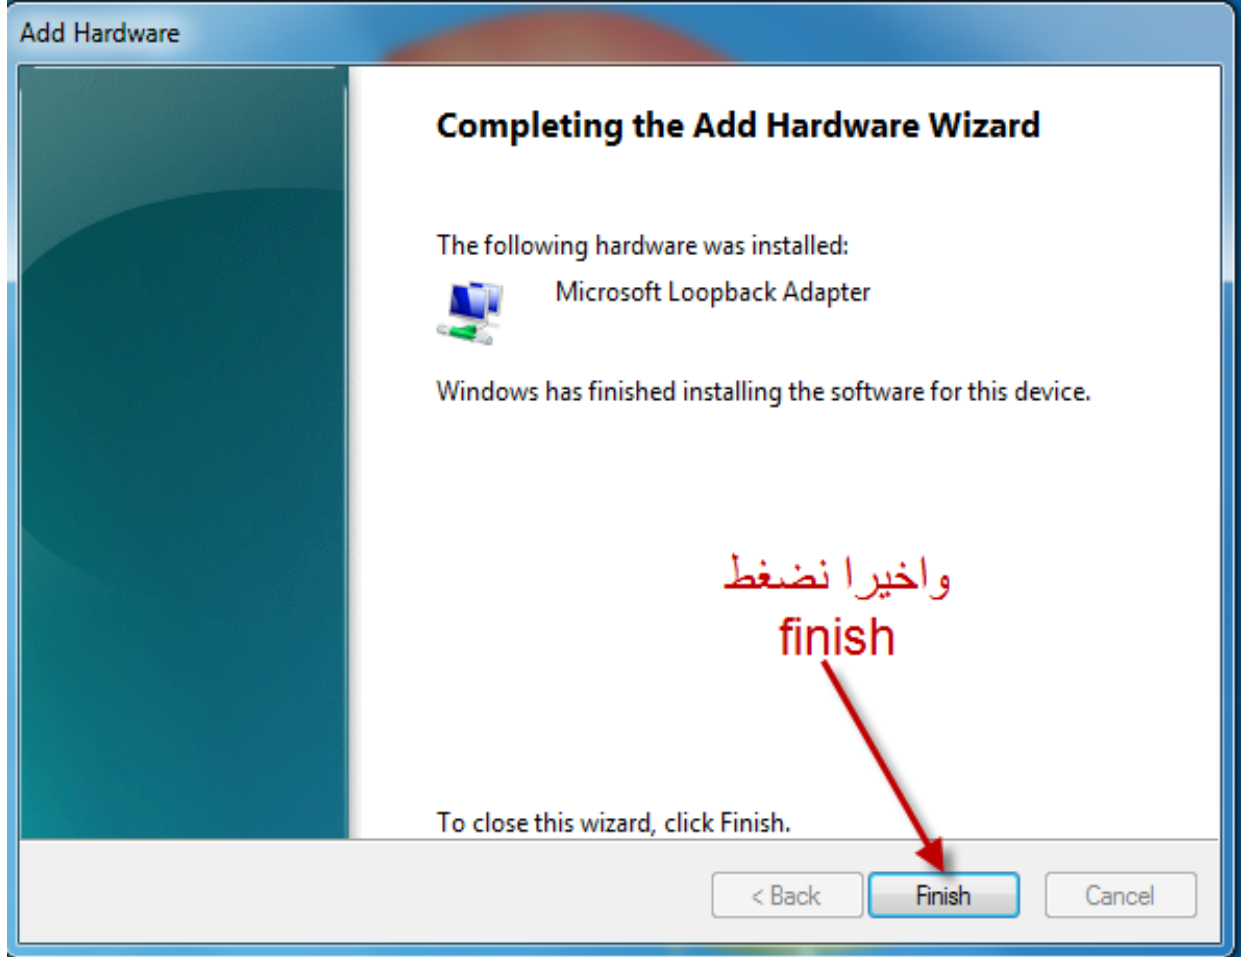 Add Hardware
Completing the Add Hardware Wizard
The following hardware was installed:
Microsoft Loopback Adapter
Windows has finished installing the software for this device.
واخيرا نضغط
finish
To close this wizard, click Finish.
< Back
Finish
Cancel